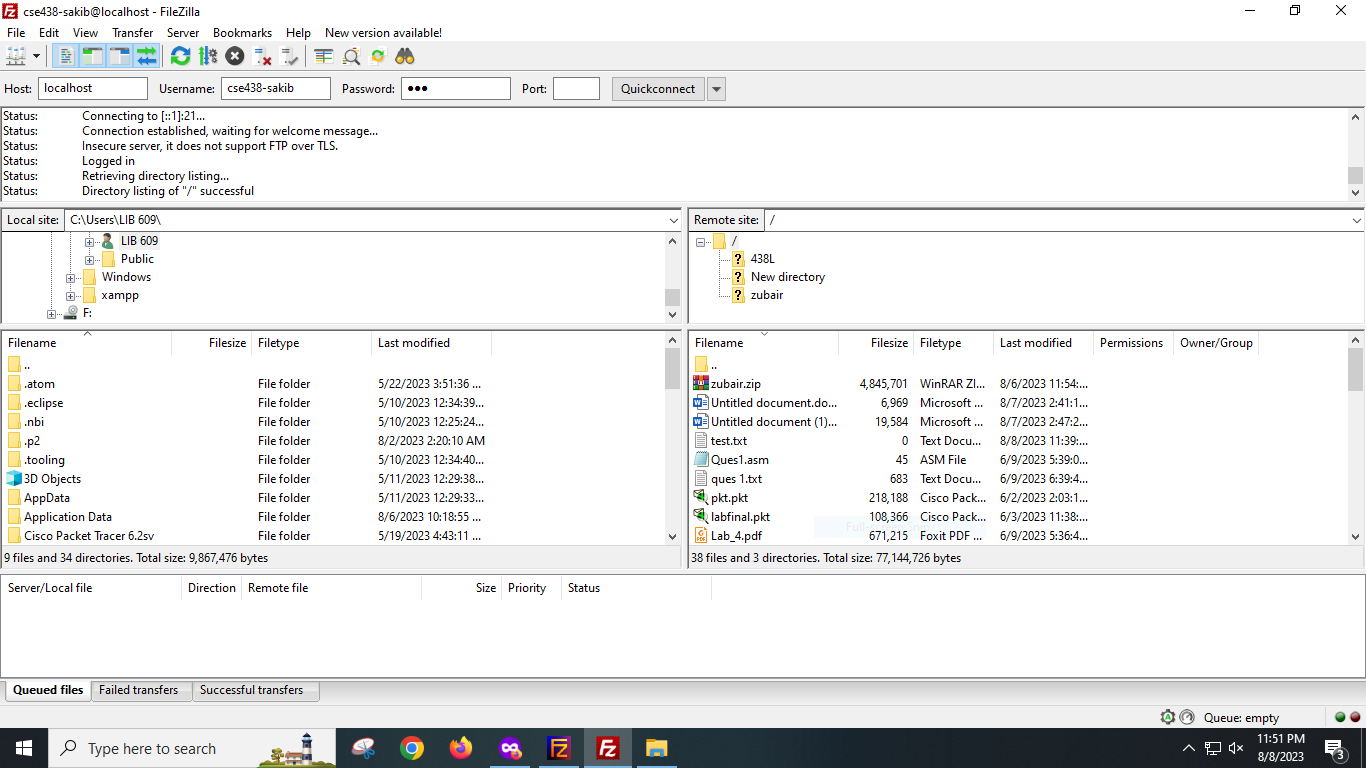 cse438-sakib@localhost - FileZilla
File Edit View Transfer Server Bookmarks Help New version available!
Host: localhost Username: cse438-sakib Password: ●●● Port: Quickconnect
Status: Connecting to [::1]:21...
Status: Connection established, waiting for welcome message...
Status: Insecure server, it does not support FTP over TLS.
Status: Logged in
Status: Retrieving directory listing...
Status: Directory listing of "/" successful
Local site: C:\Users\LIB 609\
LIB 609
Public
Windows
xampp
F:
Remote site: /
/
438L
New directory
zubair
Filename Filesize Filetype Last modified
..
.atom File folder 5/22/2023 3:51:36 ...
.eclipse File folder 5/10/2023 12:34:39...
.nbi File folder 5/10/2023 12:25:24...
.p2 File folder 8/2/2023 2:20:10 AM
.tooling File folder 5/10/2023 12:34:40...
3D Objects File folder 5/11/2023 12:29:38...
AppData File folder 5/11/2023 12:29:33...
Application Data File folder 8/6/2023 10:18:55 ...
Cisco Packet Tracer 6.2sv File folder 5/19/2023 4:43:11 ...
9 files and 34 directories. Total size: 9,867,476 bytes
Filename Filesize Filetype Last modified Permissions Owner/Group
..
zubair.zip 4,845,701 WinRAR ZI... 8/6/2023 11:54:...
Untitled document.do... 6,969 Microsoft ... 8/7/2023 2:41:1...
Untitled document (1)... 19,584 Microsoft ... 8/7/2023 2:47:2...
test.txt 0 Text Docu... 8/8/2023 11:39:...
Ques1.asm 45 ASM File 6/9/2023 5:39:0...
ques 1.txt 683 Text Docu... 6/9/2023 6:39:4...
pkt.pkt 218,188 Cisco Pack... 6/2/2023 2:03:1...
labfinal.pkt 108,366 Cisco Pack... 6/3/2023 11:38:...
Lab_4.pdf 671,215 Foxit PDF ... 6/9/2023 5:36:4...
38 files and 3 directories. Total size: 77,144,726 bytes
Server/Local file Direction Remote file Size Priority Status
Queued files Failed transfers Successful transfers
Queue: empty
Type here to search
11:51 PM
8/8/2023
3